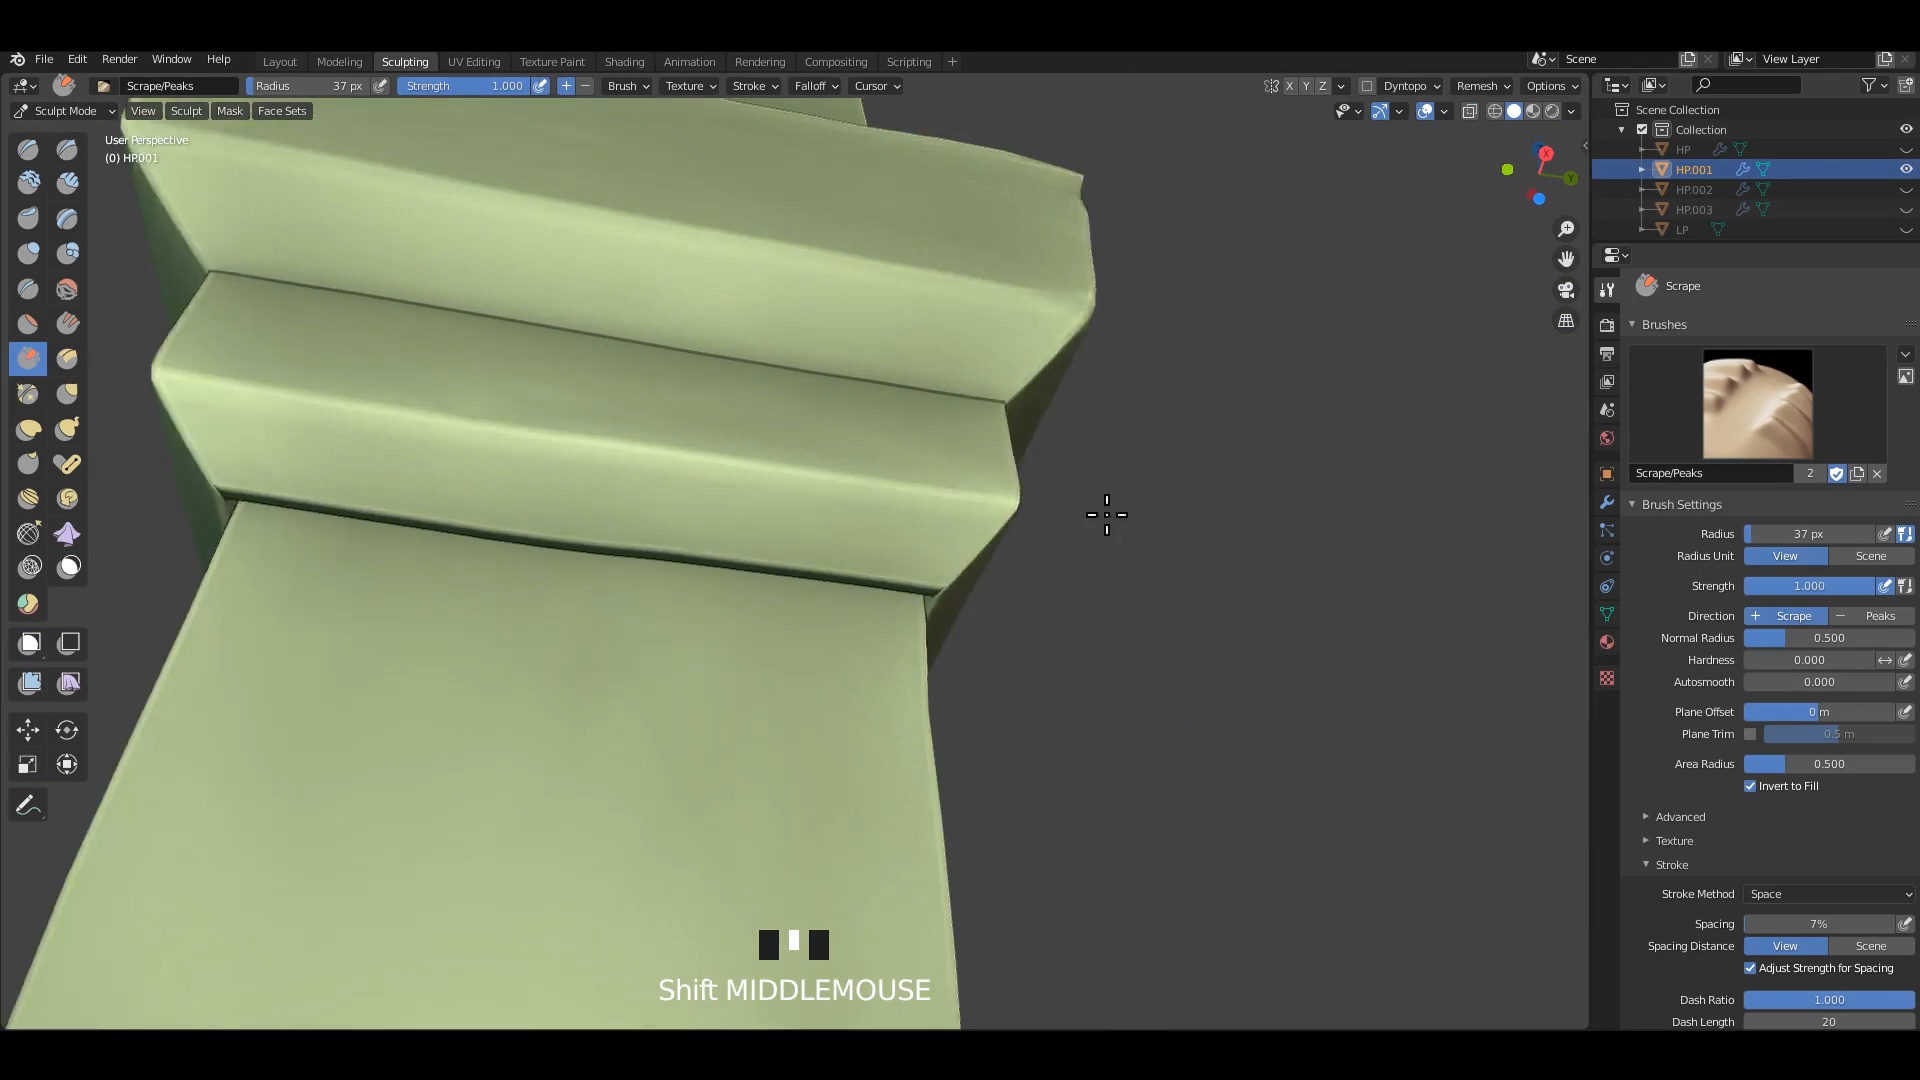 File Edit Render Window Help Layout Modeling Sculpting UV Editing Texture Paint Shading Animation Rendering Compositing Scripting + Scene View Layer
Scrape/Peaks Radius 37 px Strength 1.000 + − Brush Texture Stroke Falloff Cursor X Y Z Dyntopo Remesh Options
Sculpt Mode View Sculpt Mask Face Sets
User Perspective
(0) HP.001
X
Y
Scene Collection
Collection
HP
HP.001
HP.002
HP.003
LP
Scrape
Brushes
Scrape/Peaks 2
Brush Settings
Radius 37 px
Radius Unit View Scene
Strength 1.000
Direction + Scrape − Peaks
Normal Radius 0.500
Hardness 0.000
Autosmooth 0.000
Plane Offset 0 m
Plane Trim 0.5 m
Area Radius 0.500
Invert to Fill
Advanced
Texture
Stroke
Stroke Method Space
Spacing 7%
Spacing Distance View Scene
Adjust Strength for Spacing
Dash Ratio 1.000
Dash Length 20
Shift MIDDLEMOUSE